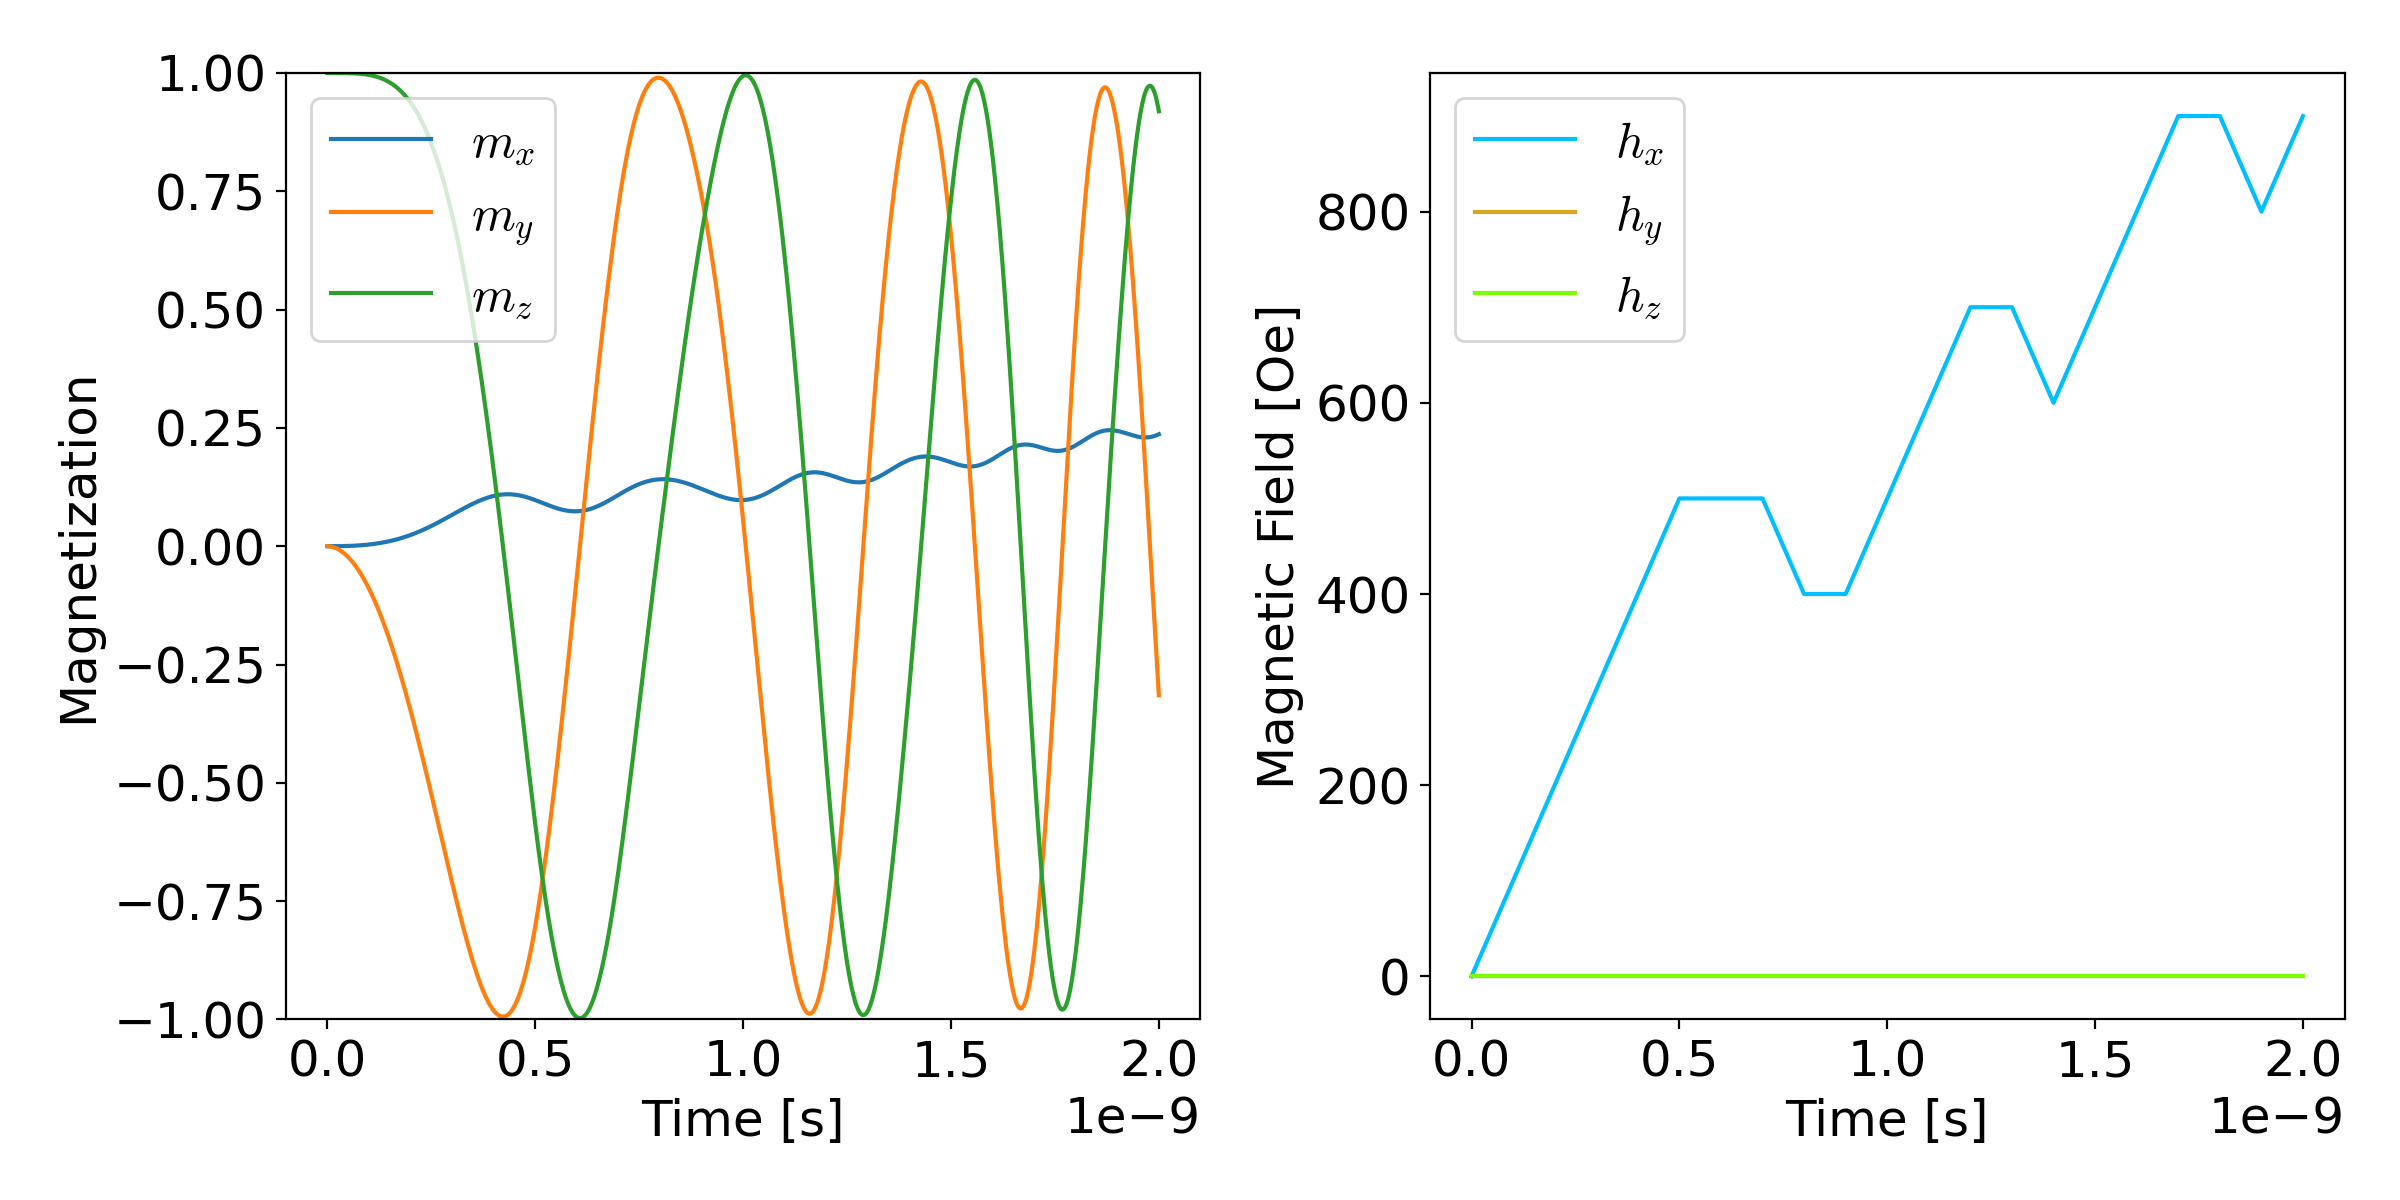 Magnetization
1.00
0.75
0.50
0.25
0.00
−0.25
−0.50
−0.75
−1.00
m_x
m_y
m_z
0.0 0.5 1.0 1.5 2.0
Time [s]
1e−9
Magnetic Field [Oe]
800
600
400
200
0
h_x
h_y
h_z
0.0 0.5 1.0 1.5 2.0
Time [s]
1e−9